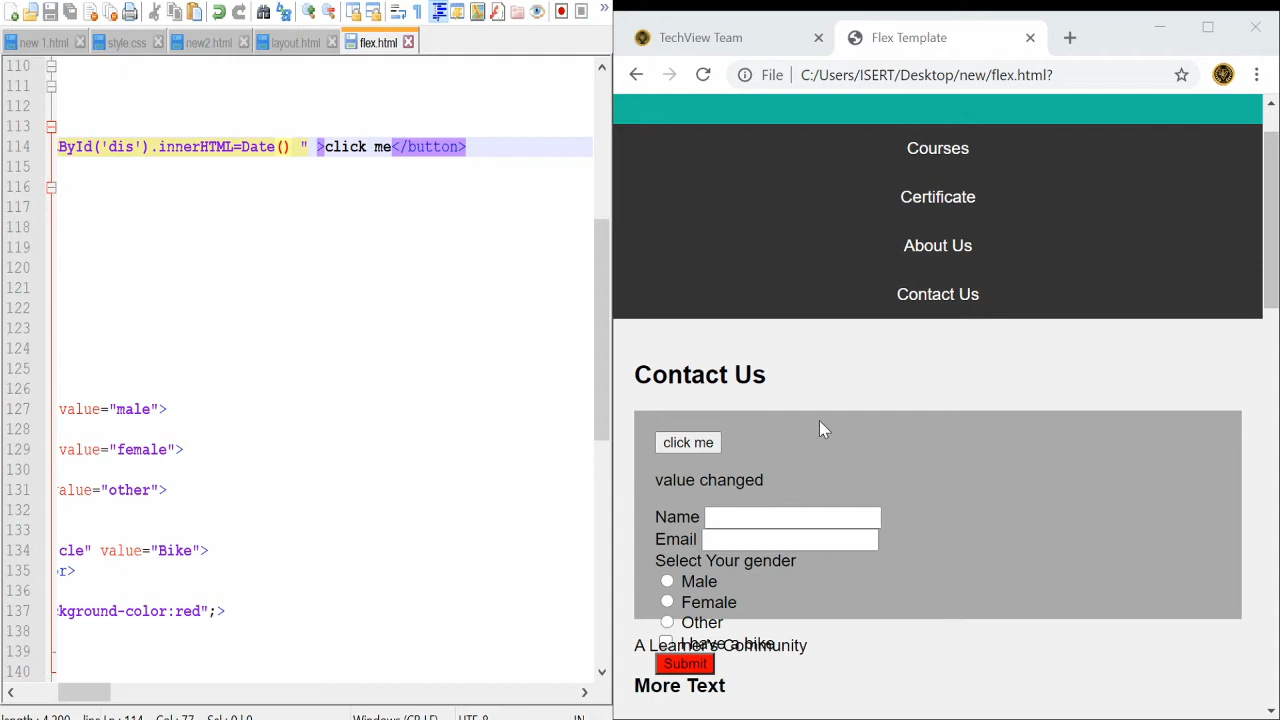 new 1.html
style.css
new2.html
layout.html
flex.html
110
111
112
113
114 ById('dis').innerHTML=Date() " >click me</button>
115
116
117
118
119
120
121
122
123
124
125
126
127 value="male">
128
129 value="female">
130
131 alue="other">
132
133
134 cle" value="Bike">
135 or>
136
137 kground-color:red";>
138
139
140
TechView Team
Flex Template
File C:/Users/ISERT/Desktop/new/flex.html?
Courses
Certificate
About Us
Contact Us
Contact Us
click me
value changed
Name
Email
Select Your gender
Male
Female
Other
I have a bike
A Learner's Community
Submit
More Text